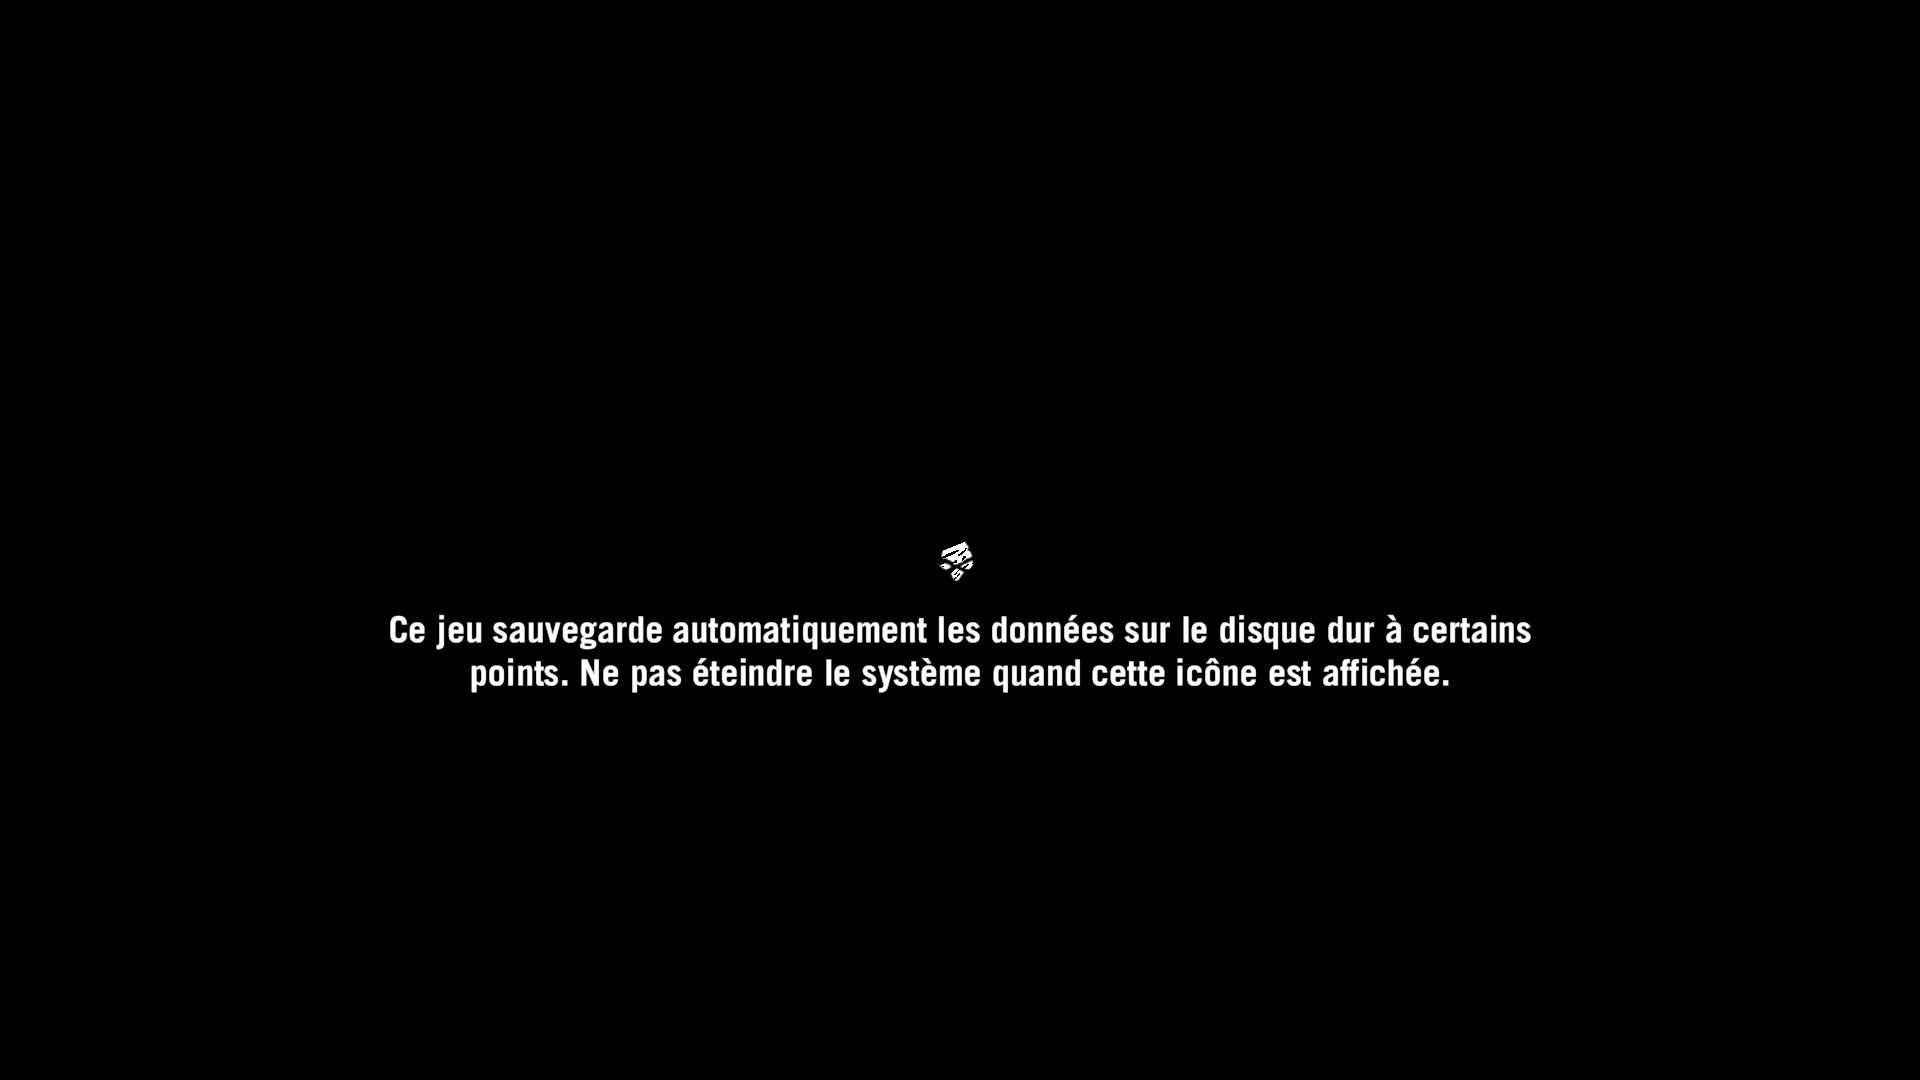 Ce jeu sauvegarde automatiquement les données sur le disque dur à certains
points. Ne pas éteindre le système quand cette icône est affichée.